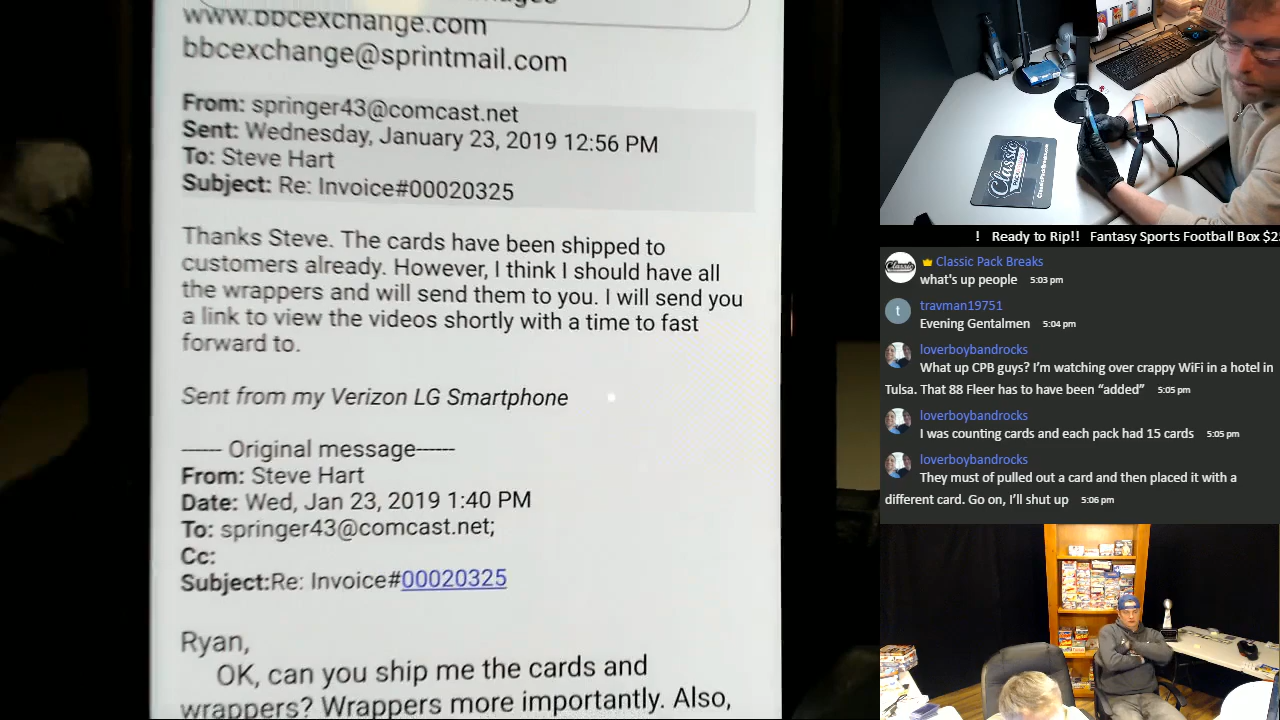 www.bbcexchange.com
bbcexchange@sprintmail.com
From: springer43@comcast.net
Sent: Wednesday, January 23, 2019 12:56 PM
To: Steve Hart
Subject: Re: Invoice#00020325
Thanks Steve. The cards have been shipped to
customers already. However, I think I should have all
the wrappers and will send them to you. I will send you
a link to view the videos shortly with a time to fast
forward to.
Sent from my Verizon LG Smartphone
------ Original message------
From: Steve Hart
Date: Wed, Jan 23, 2019 1:40 PM
To: springer43@comcast.net;
Cc:
Subject:Re: Invoice#00020325
Ryan,
OK, can you ship me the cards and
wrappers? Wrappers more importantly. Also,
Classic
! Ready to Rip!! Fantasy Sports Football Box $2
Classic Pack Breaks
what's up people 5:03 pm
t travman19751
Evening Gentalmen 5:04 pm
loverboybandrocks
What up CPB guys? I'm watching over crappy WiFi in a hotel in
Tulsa. That 88 Fleer has to have been “added” 5:05 pm
loverboybandrocks
I was counting cards and each pack had 15 cards 5:05 pm
loverboybandrocks
They must of pulled out a card and then placed it with a
different card. Go on, I'll shut up 5:06 pm